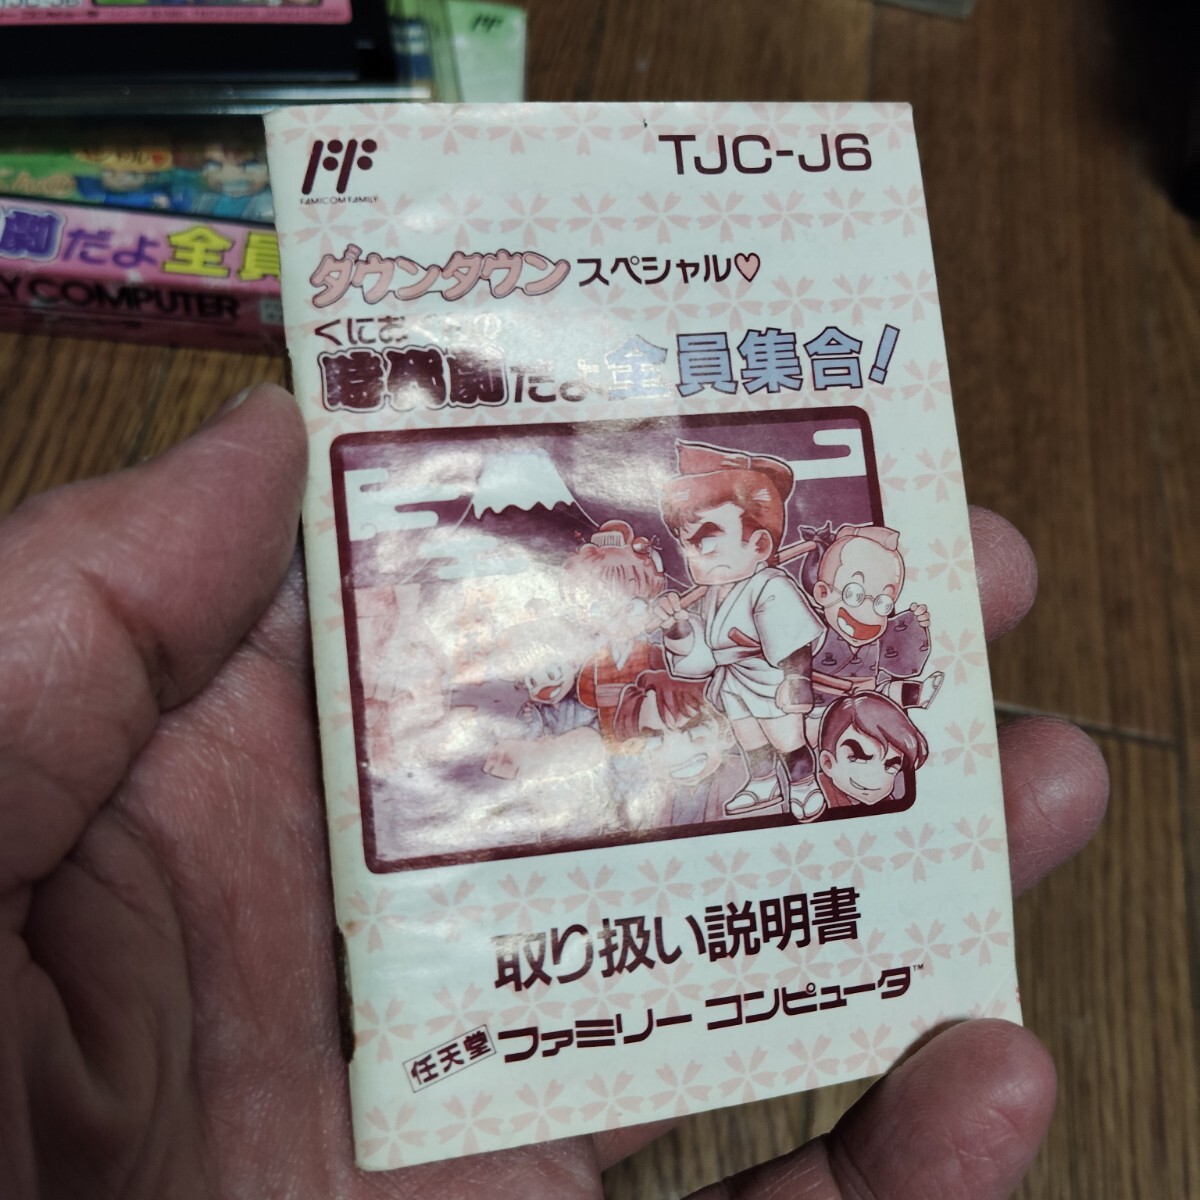 TJC-J6
劇だよ全員
Y COMPUTER
FF
FAMICOM FAMILY
TJC-J6
ダウンタウン スペシャル♡
くにおくんの
時代劇だよ全員集合!
取り扱い説明書
任天堂 ファミリー コンピュータ™